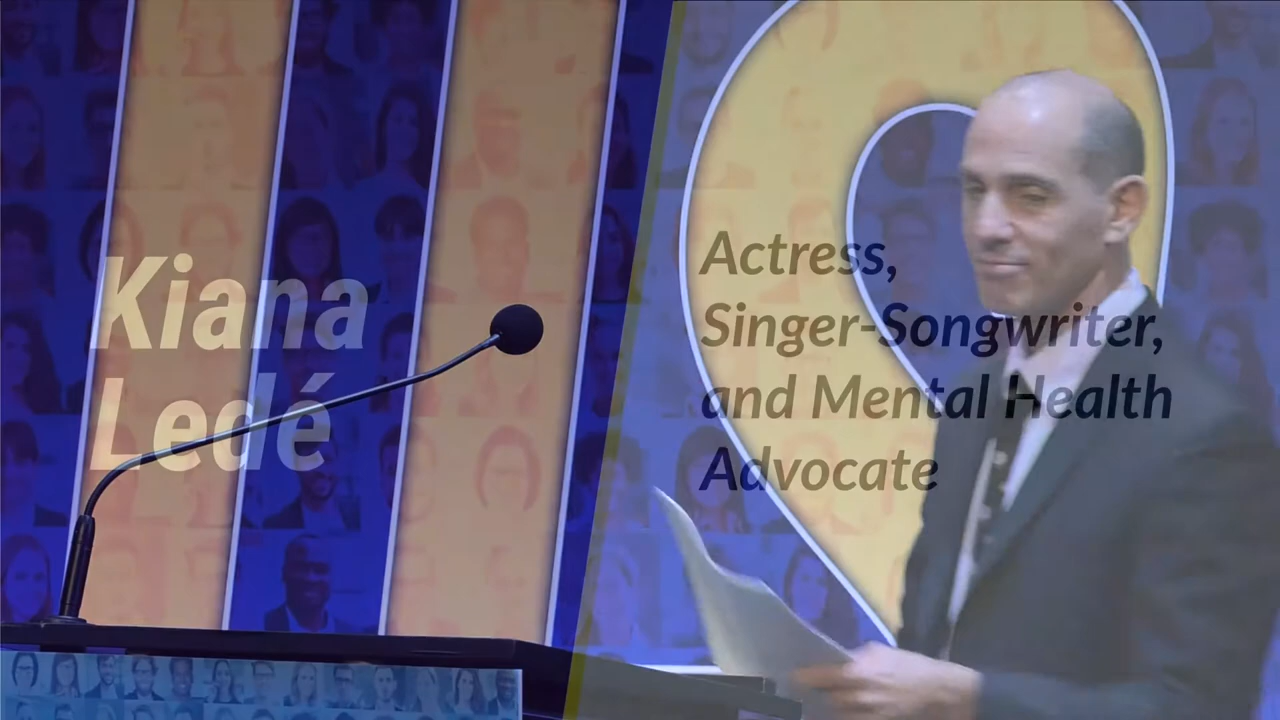 Kiana
Ledé
Actress,
Singer-Songwriter,
and Mental Health
Advocate